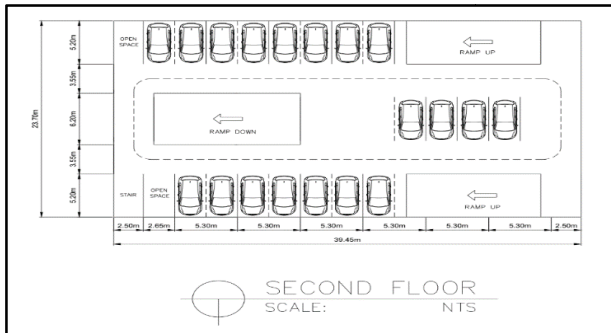 OPEN
SPACE
RAMP UP
5.20m
3.55m
6.20m
3.55m
5.20m
23.70m
RAMP DOWN
STAIR
OPEN
SPACE
RAMP UP
2.50m
2.65m
5.30m
5.30m
5.30m
5.30m
5.30m
5.30m
2.50m
39.45m
SECOND FLOOR
SCALE: NTS